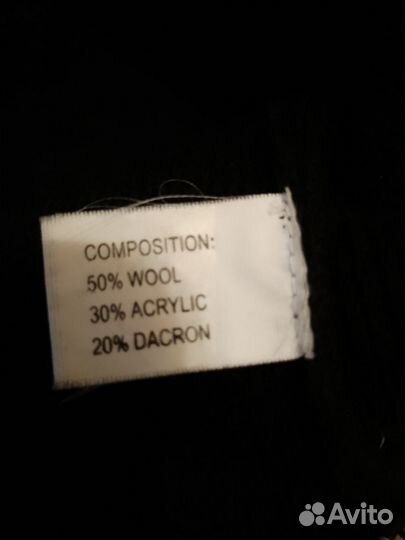 COMPOSITION:
50% WOOL
30% ACRYLIC
20% DACRON
Avito